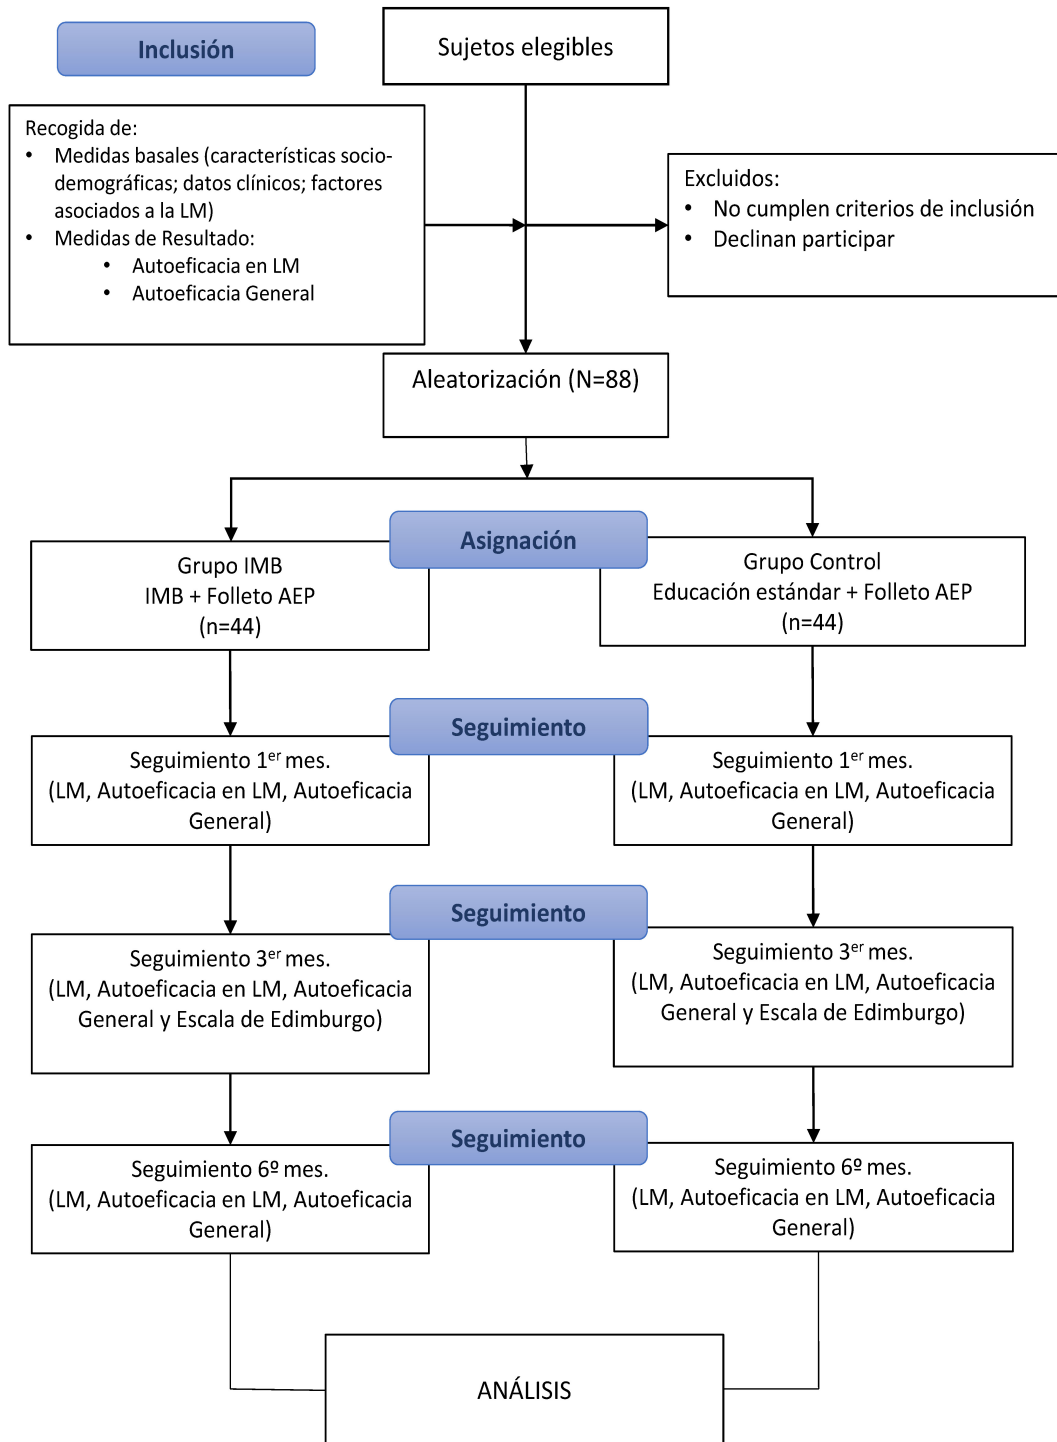 Inclusión
Sujetos elegibles
Recogida de:
• Medidas basales (características socio-
demográficas; datos clínicos; factores
asociados a la LM)
• Medidas de Resultado:
• Autoeficacia en LM
• Autoeficacia General
Excluidos:
• No cumplen criterios de inclusión
• Declinan participar
Aleatorización (N=88)
Asignación
Grupo IMB
IMB + Folleto AEP
(n=44)
Grupo Control
Educación estándar + Folleto AEP
(n=44)
Seguimiento
Seguimiento 1er mes.
(LM, Autoeficacia en LM, Autoeficacia
General)
Seguimiento 1er mes.
(LM, Autoeficacia en LM, Autoeficacia
General)
Seguimiento
Seguimiento 3er mes.
(LM, Autoeficacia en LM, Autoeficacia
General y Escala de Edimburgo)
Seguimiento 3er mes.
(LM, Autoeficacia en LM, Autoeficacia
General y Escala de Edimburgo)
Seguimiento
Seguimiento 6º mes.
(LM, Autoeficacia en LM, Autoeficacia
General)
Seguimiento 6º mes.
(LM, Autoeficacia en LM, Autoeficacia
General)
ANÁLISIS